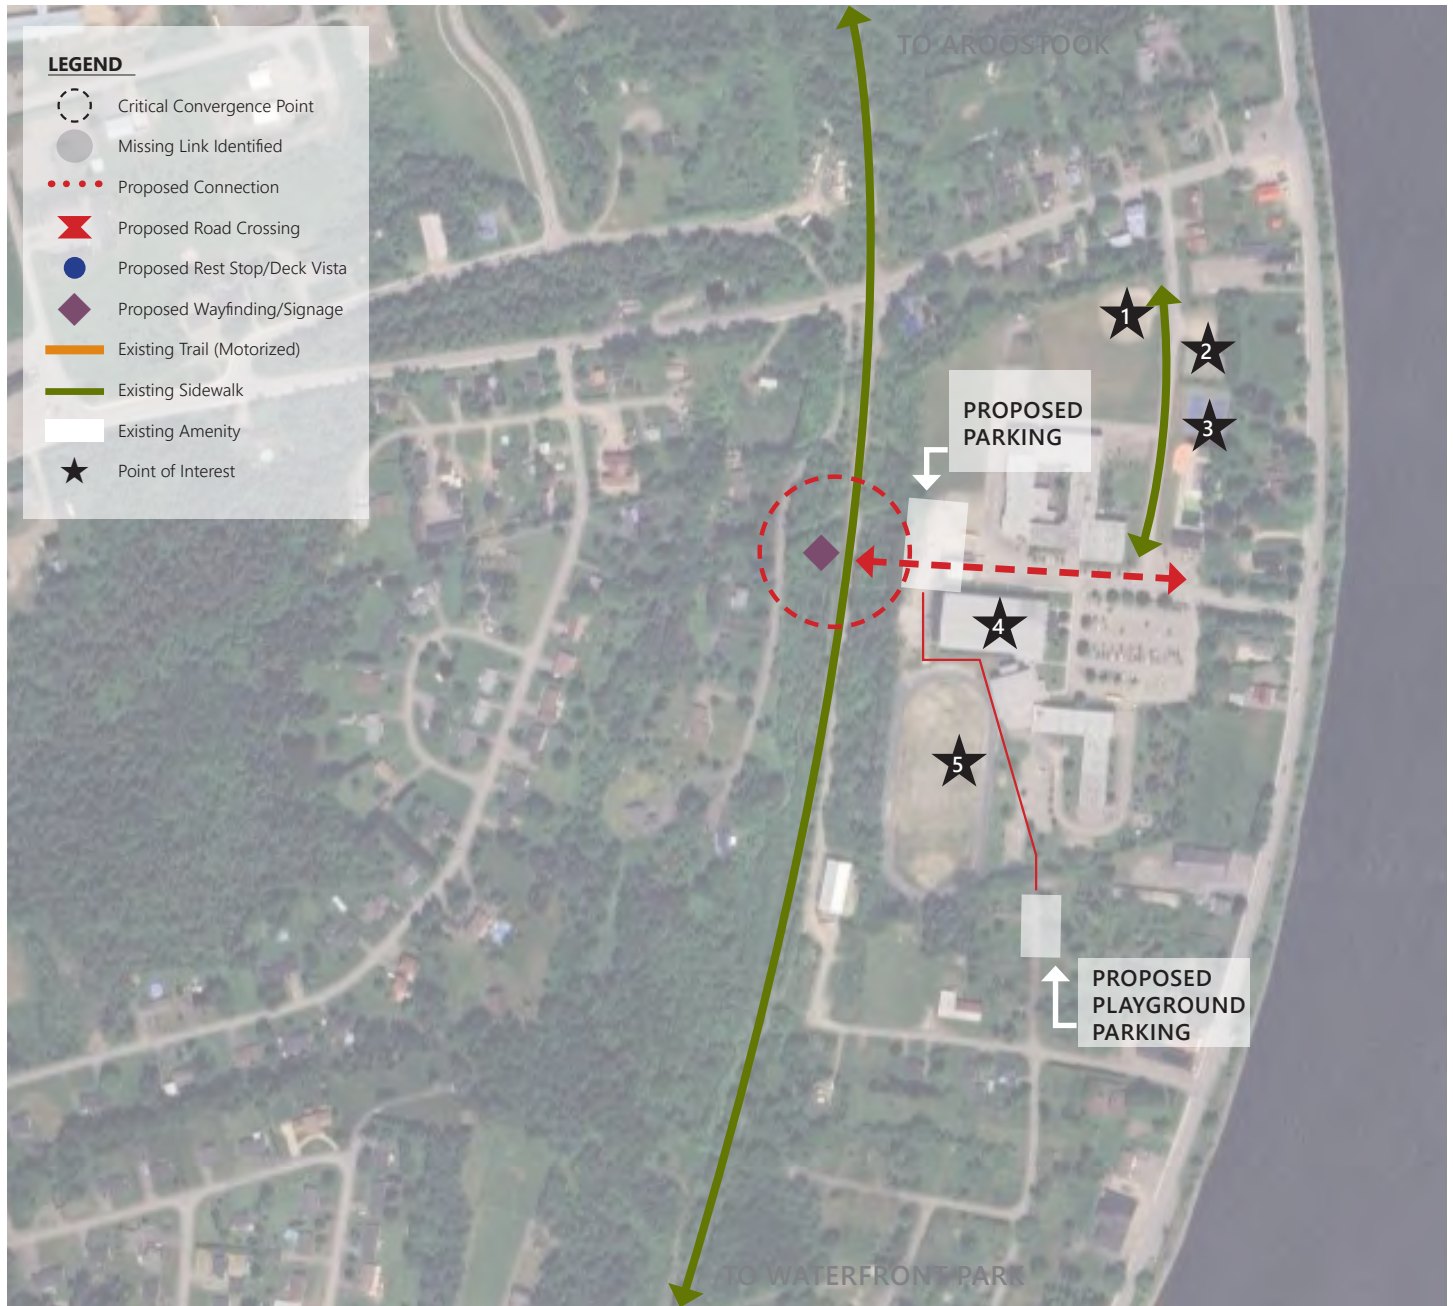 TO AROOSTOOK
LEGEND
Critical Convergence Point
Missing Link Identified
Proposed Connection
Proposed Road Crossing
Proposed Rest Stop/Deck Vista
Proposed Wayfinding/Signage
Existing Trail (Motorized)
Existing Sidewalk
Existing Amenity
Point of Interest
1
2
3
PROPOSED
PARKING
4
5
PROPOSED
PLAYGROUND
PARKING
TO WATERFRONT PARK